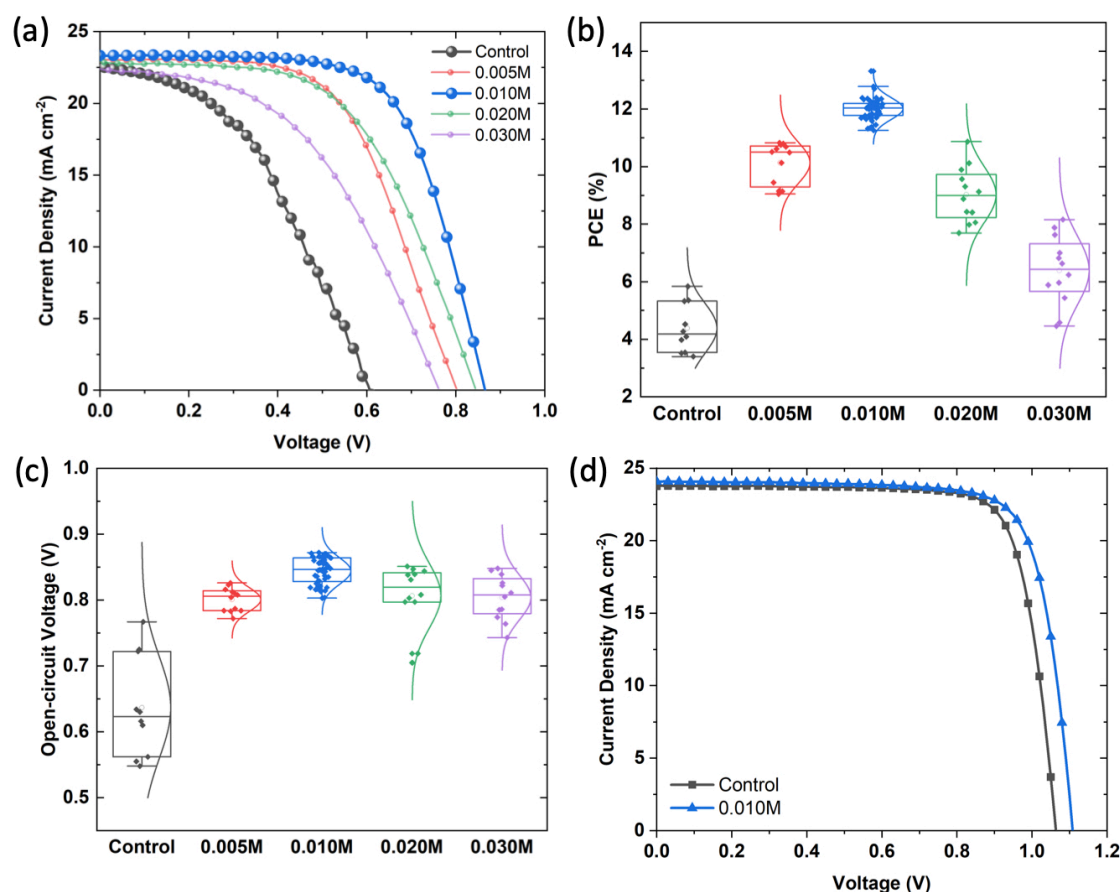 (a)
25
20
15
10
5
0
Current Density (mA cm⁻²)
0.0 0.2 0.4 0.6 0.8 1.0
Voltage (V)
Control
0.005M
0.010M
0.020M
0.030M
(b)
14
12
10
8
6
4
2
PCE (%)
Control 0.005M 0.010M 0.020M 0.030M
(c)
1.0
0.9
0.8
0.7
0.6
0.5
Open-circuit Voltage (V)
Control 0.005M 0.010M 0.020M 0.030M
(d)
25
20
15
10
5
0
Current Density (mA cm⁻²)
Control
0.010M
0.0 0.2 0.4 0.6 0.8 1.0 1.2
Voltage (V)